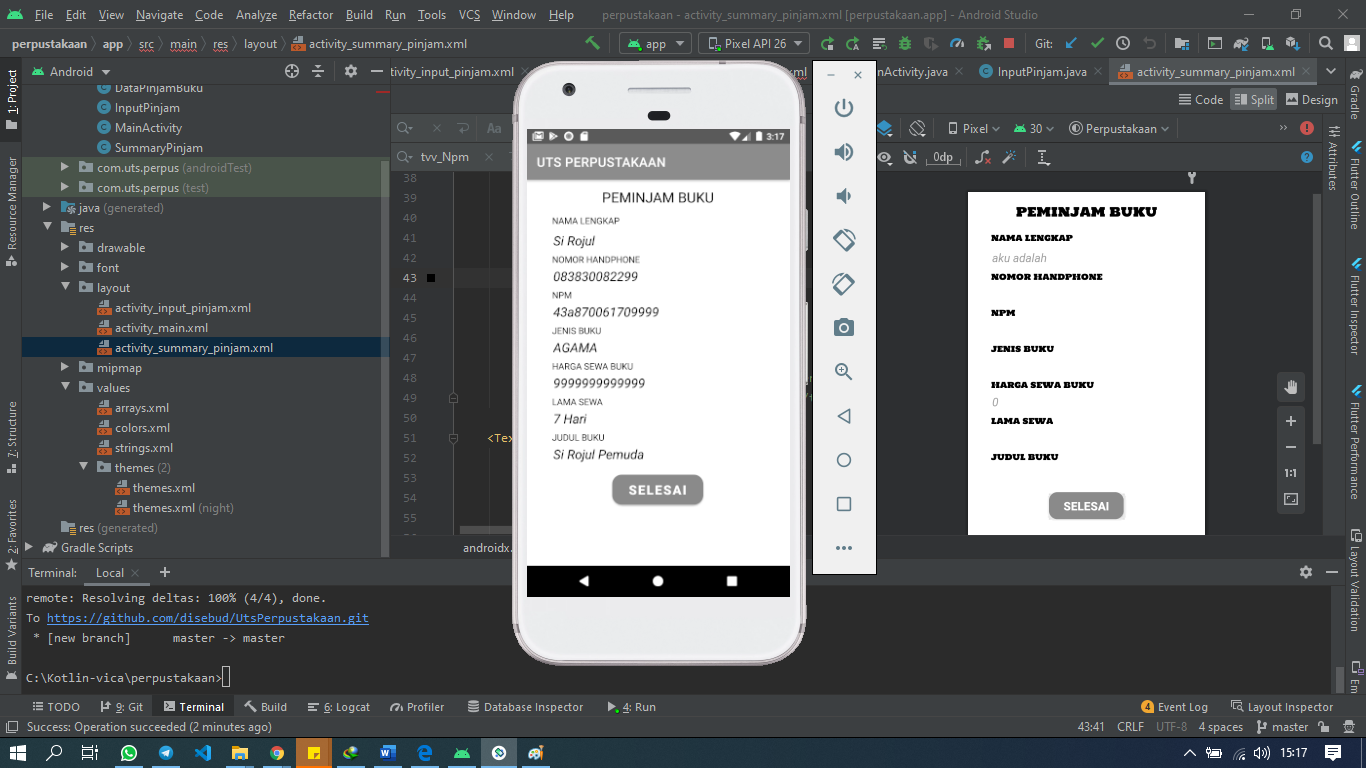 File Edit View Navigate Code Analyze Refactor Build Run Tools VCS Window Help perpustakaan - activity_summary_pinjam.xml [perpustakaan.app] - Android Studio
perpustakaan app src main res layout activity_summary_pinjam.xml app Pixel API 26 Git:
Android tivity_input_pinjam.xml nActivity.java InputPinjam.java activity_summary_pinjam.xml
Code Split Design
DataPinjamBuku
InputPinjam
MainActivity
SummaryPinjam
com.uts.perpus (androidTest)
com.uts.perpus (test)
java (generated)
res
drawable
font
layout
activity_input_pinjam.xml
activity_main.xml
activity_summary_pinjam.xml
mipmap
values
arrays.xml
colors.xml
strings.xml
themes (2)
themes.xml
themes.xml (night)
res (generated)
Gradle Scripts
1: Project
Resource Manager
Z: Structure
2: Favorites
Build Variants
Aa
tvv_Npm
38
39
40
41
42
43
44
45
46
47
48
49
50
51 <Tex
52
53
54
55
androidx.
3:17
UTS PERPUSTAKAAN
PEMINJAM BUKU
NAMA LENGKAP
Si Rojul
NOMOR HANDPHONE
083830082299
NPM
43a870061709999
JENIS BUKU
AGAMA
HARGA SEWA BUKU
9999999999999
LAMA SEWA
7 Hari
JUDUL BUKU
Si Rojul Pemuda
SELESAI
Pixel 30 Perpustakaan
0dp
PEMINJAM BUKU
NAMA LENGKAP
aku adalah
NOMOR HANDPHONE
NPM
JENIS BUKU
HARGA SEWA BUKU
0
LAMA SEWA
JUDUL BUKU
SELESAI
1:1
Attributes
Gradle
Flutter Outline
Flutter Inspector
Flutter Performance
Layout Validation
Em
Terminal: Local
remote: Resolving deltas: 100% (4/4), done.
To https://github.com/disebud/UtsPerpustakaan.git
* [new branch] master -> master
C:\Kotlin-vica\perpustakaan>
TODO 9: Git Terminal Build 6: Logcat Profiler Database Inspector 4: Run 4 Event Log Layout Inspector
Success: Operation succeeded (2 minutes ago) 43:41 CRLF UTF-8 4 spaces master
15:17